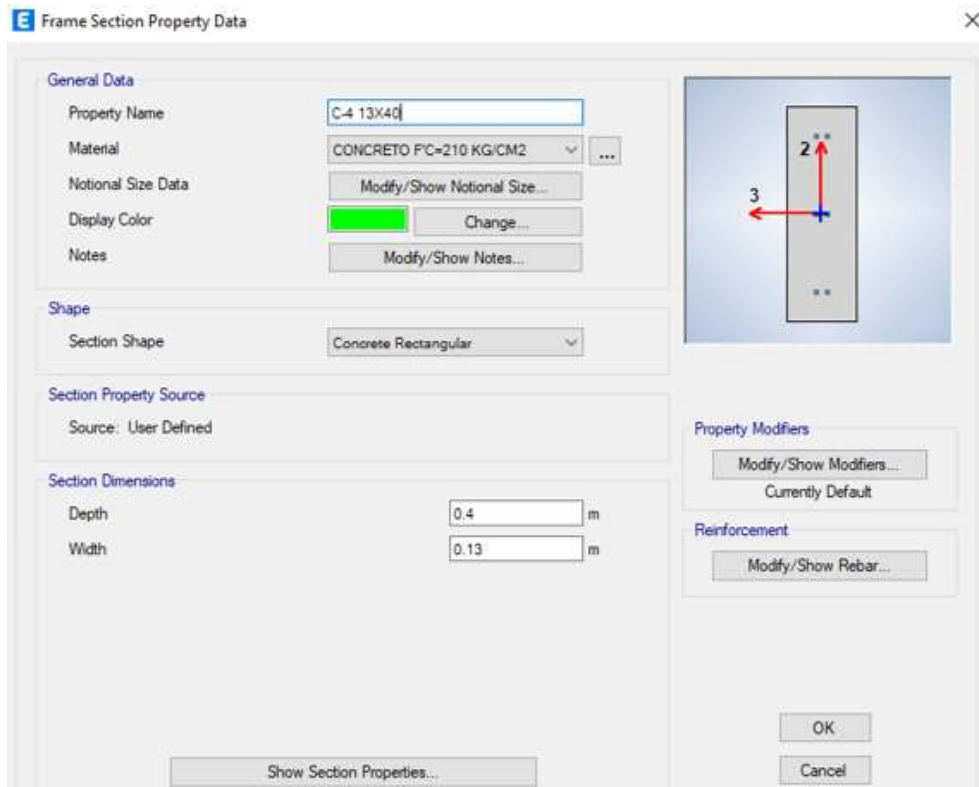 E Frame Section Property Data
General Data
Property Name C-4 13X40
Material CONCRETO F'C=210 KG/CM2 ...
Notional Size Data Modify/Show Notional Size...
Display Color Change...
Notes Modify/Show Notes...
2
3
Shape
Section Shape Concrete Rectangular
Section Property Source
Source: User Defined
Property Modifiers
Modify/Show Modifiers...
Currently Default
Section Dimensions
Depth 0.4 m
Width 0.13 m
Reinforcement
Modify/Show Rebar...
OK
Show Section Properties...
Cancel